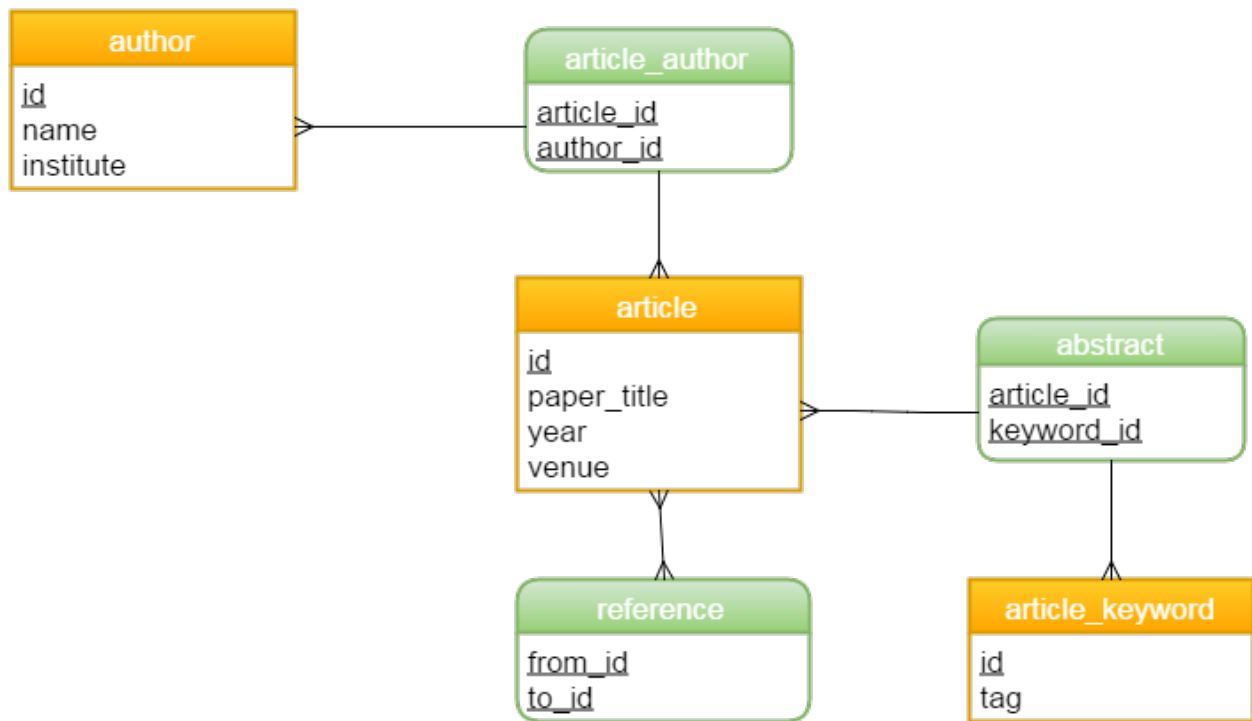 author
id
name
institute
article_author
article_id
author_id
article
id
paper_title
year
venue
abstract
article_id
keyword_id
reference
from_id
to_id
article_keyword
id
tag